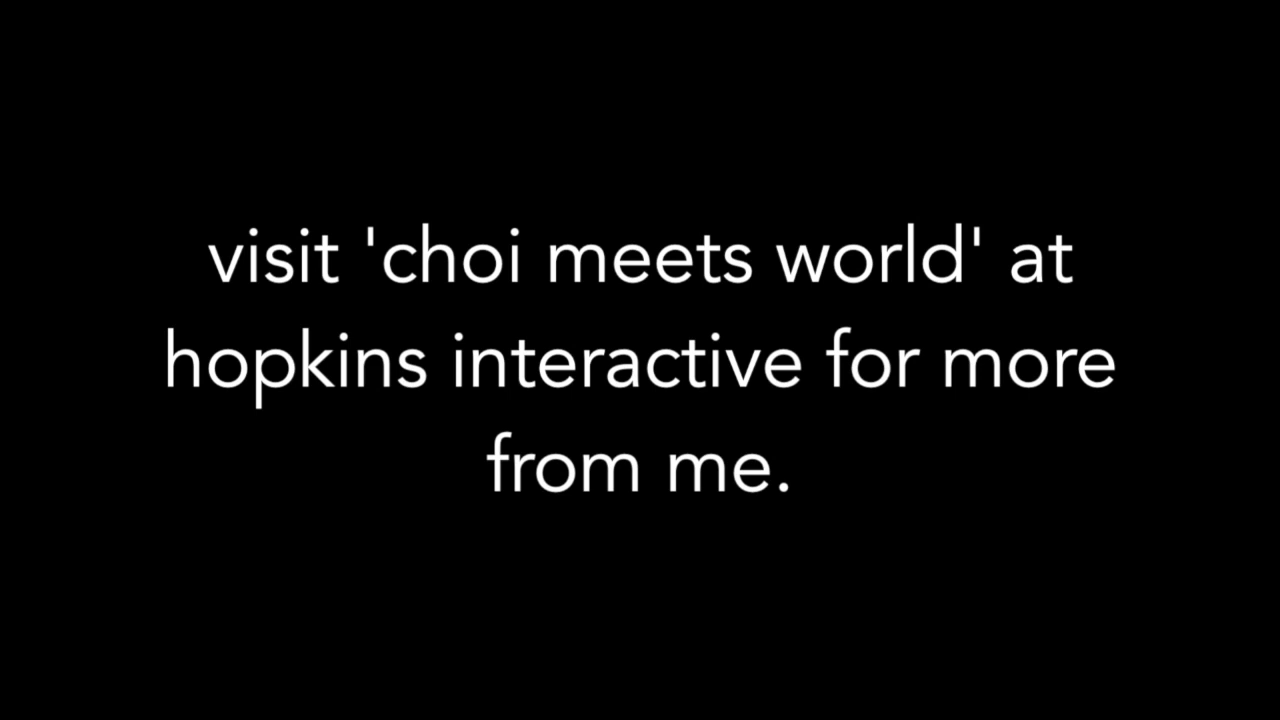 visit 'choi meets world' at
hopkins interactive for more
from me.